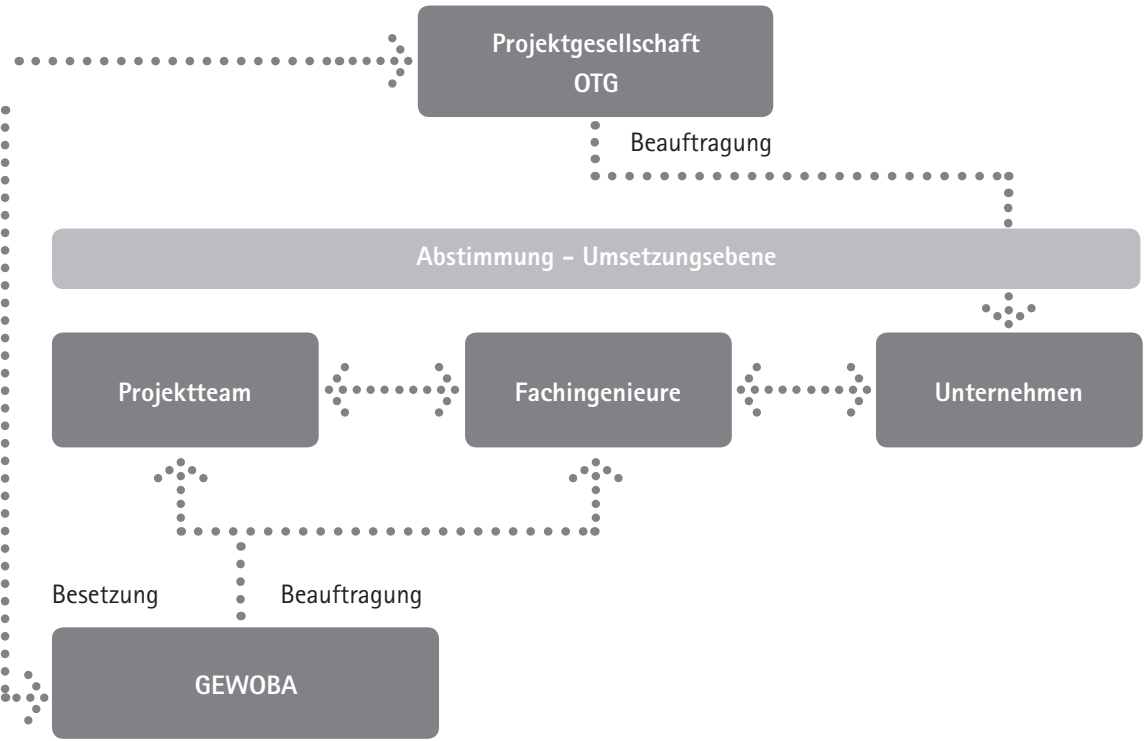 Projektgesellschaft
OTG
Beauftragung
Abstimmung – Umsetzungsebene
Projektteam
Fachingenieure
Unternehmen
Besetzung
Beauftragung
GEWOBA